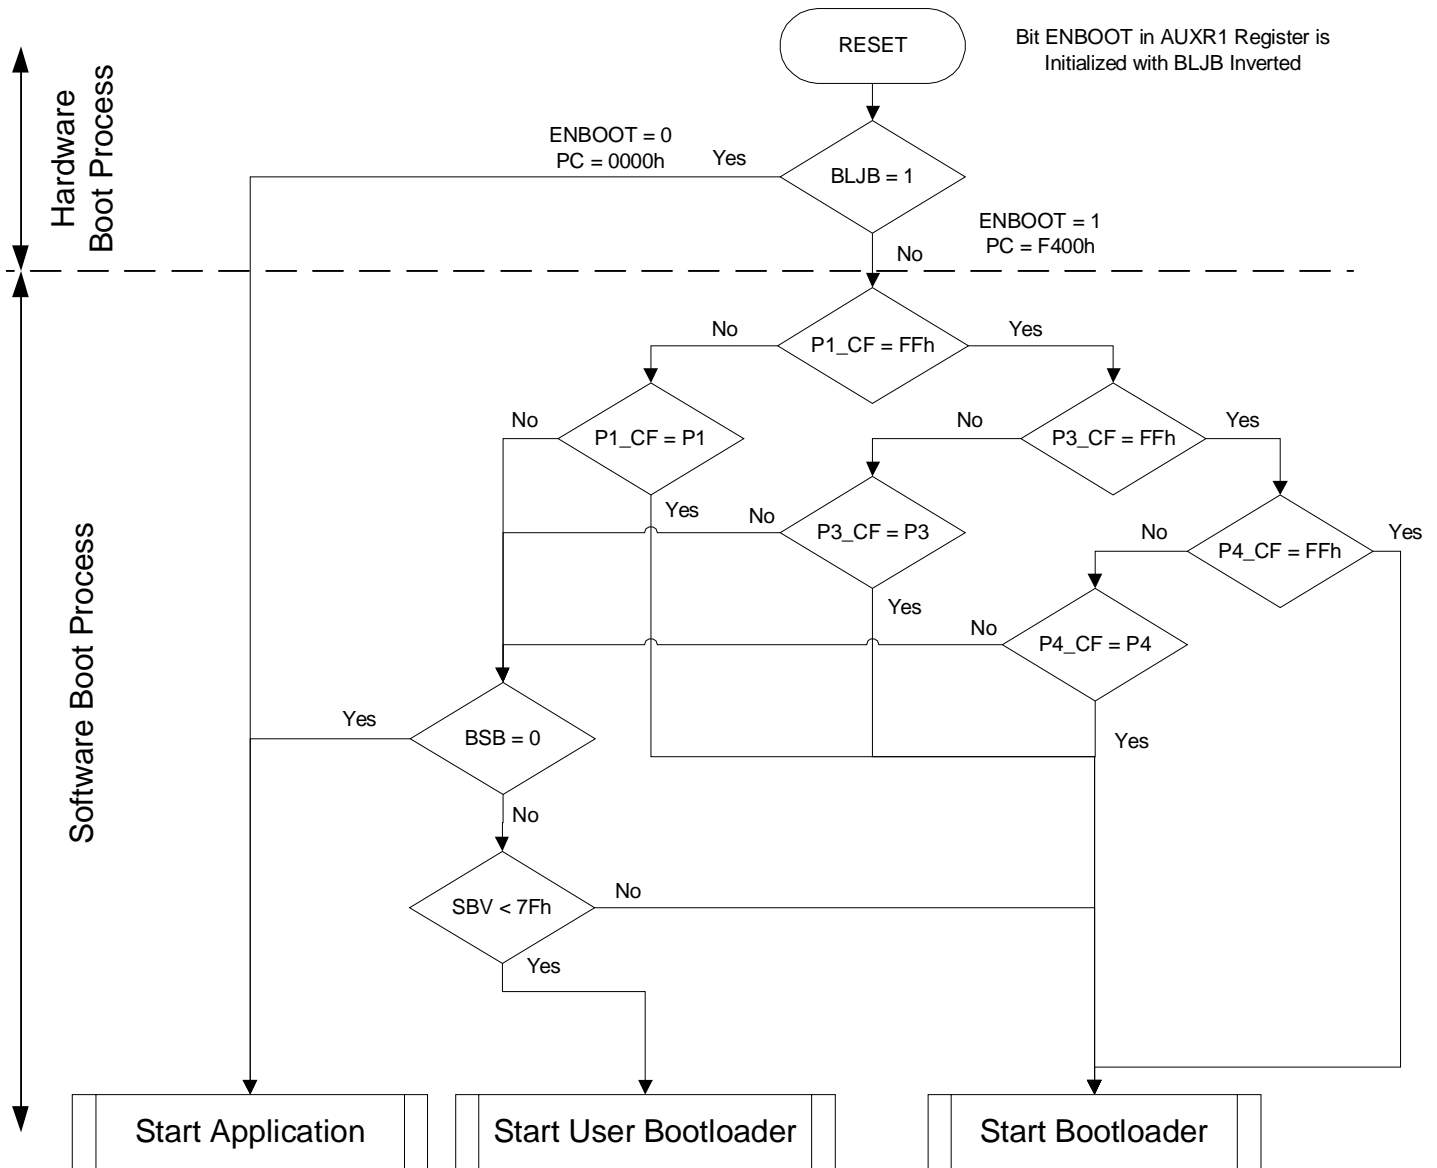 RESET
Bit ENBOOT in AUXR1 Register is
Initialized with BLJB Inverted
Hardware
Boot Process
ENBOOT = 0
PC = 0000h
Yes
BLJB = 1
ENBOOT = 1
PC = F400h
No
No
P1_CF = FFh
Yes
No
P1_CF = P1
No
P3_CF = FFh
Yes
Yes
No
P3_CF = P3
No
P4_CF = FFh
Yes
Yes
No
P4_CF = P4
Software Boot Process
Yes
BSB = 0
Yes
No
SBV < 7Fh
No
Yes
Start Application
Start User Bootloader
Start Bootloader